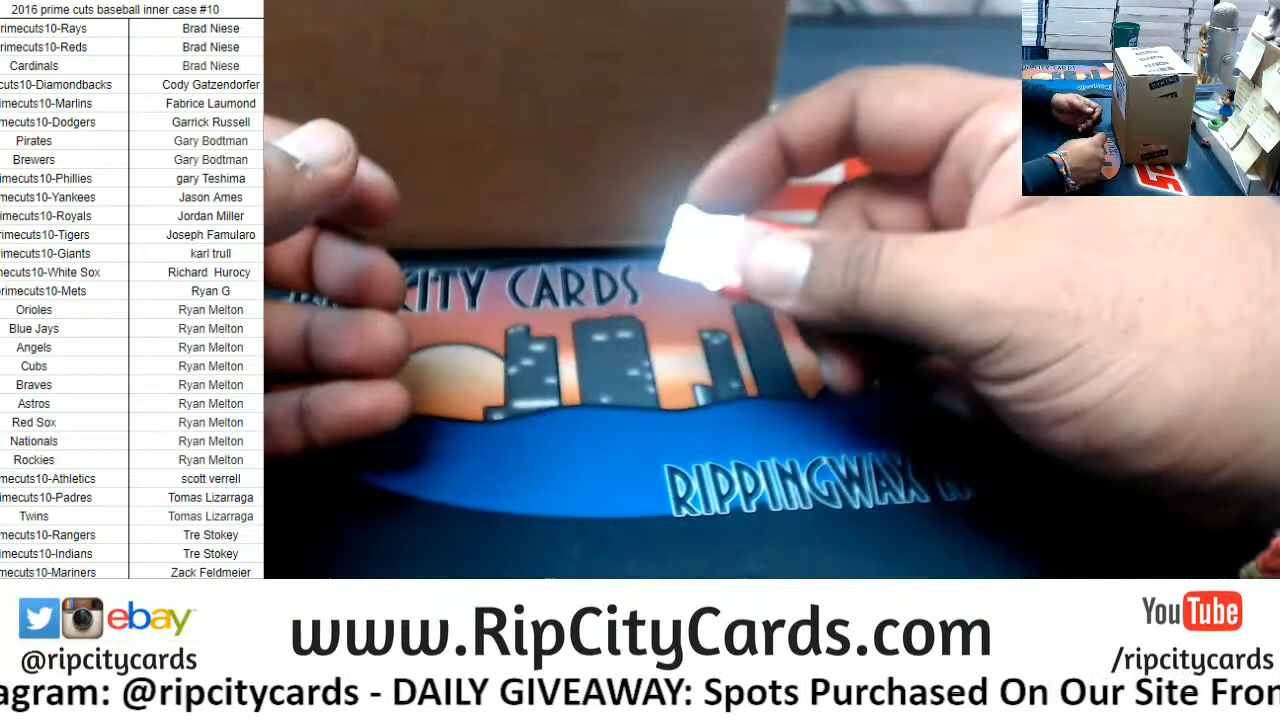 2016 prime cuts baseball inner case #10
rimecuts10-Rays Brad Niese
rimecuts10-Reds Brad Niese
Cardinals Brad Niese
cuts10-Diamondbacks Cody Gatzendorfer
imecuts10-Marlins Fabrice Laumond
imecuts10-Dodgers Garrick Russell
Pirates Gary Bodtman
Brewers Gary Bodtman
imecuts10-Phillies gary Teshima
mecuts10-Yankees Jason Ames
rimecuts10-Royals Jordan Miller
rimecuts10-Tigers Joseph Famularo
imecuts10-Giants karl trull
necuts10-White Sox Richard Hurocy
rimecuts10-Mets Ryan G
Orioles Ryan Melton
Blue Jays Ryan Melton
Angels Ryan Melton
Cubs Ryan Melton
Braves Ryan Melton
Astros Ryan Melton
Red Sox Ryan Melton
Nationals Ryan Melton
Rockies Ryan Melton
mecuts10-Athletics scott verrell
imecuts10-Padres Tomas Lizarraga
Twins Tomas Lizarraga
mecuts10-Rangers Tre Stokey
imecuts10-Indians Tre Stokey
mecuts10-Mariners Zack Feldmeier
CITY CARDS
RIPPINGWAX
ebay
@ripcitycards
www.RipCityCards.com
YouTube
/ripcitycards
agram: @ripcitycards - DAILY GIVEAWAY: Spots Purchased On Our Site Fron